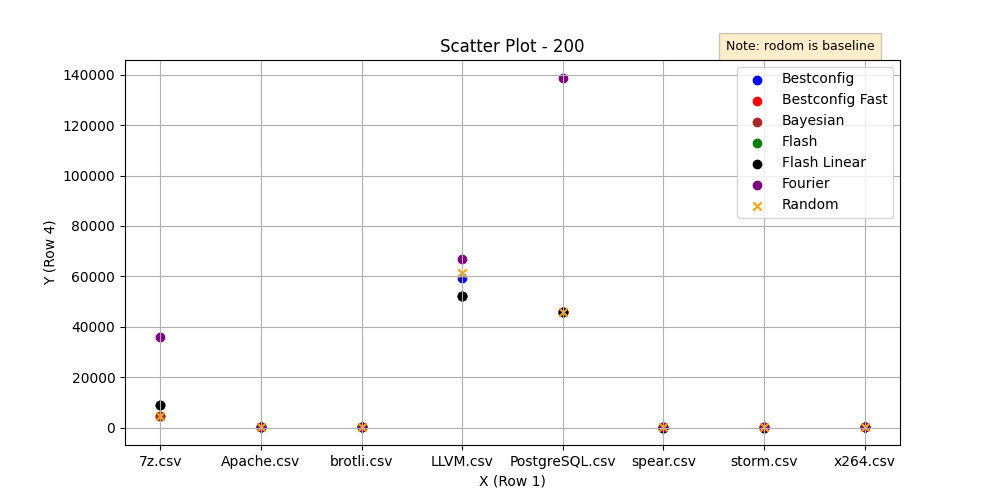 Scatter Plot - 200
Note: rodom is baseline
Bestconfig
Bestconfig Fast
Bayesian
Flash
Flash Linear
Fourier
Random
Y (Row 4)
140000
120000
100000
80000
60000
40000
20000
0
7z.csv Apache.csv brotli.csv LLVM.csv PostgreSQL.csv spear.csv storm.csv x264.csv
X (Row 1)